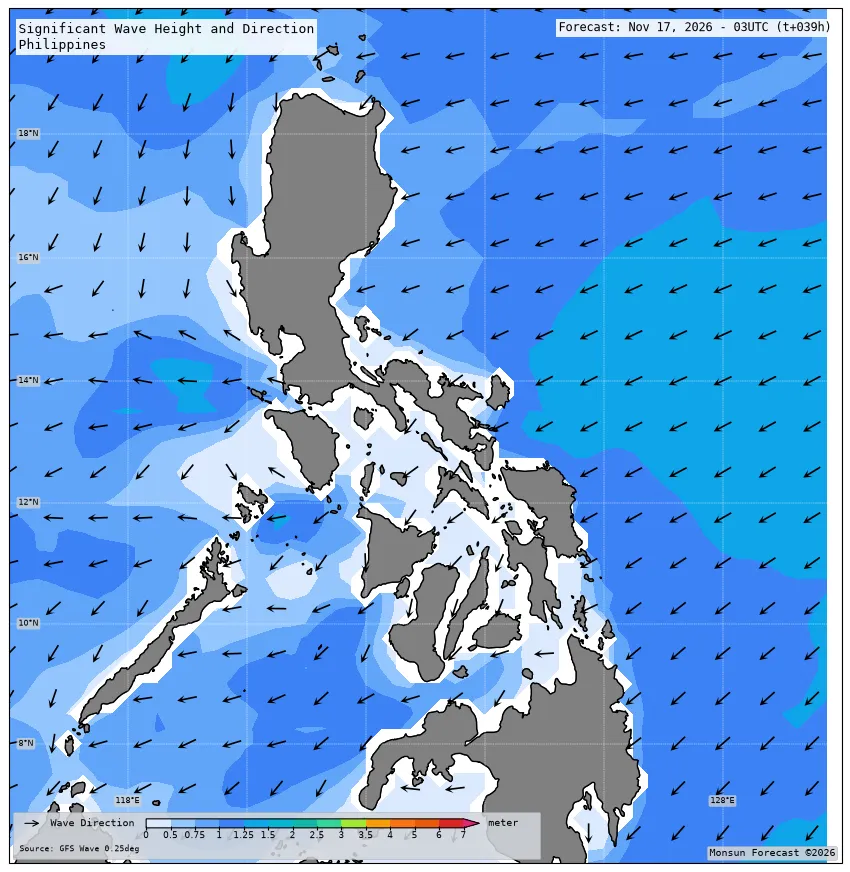 Significant Wave Height and Direction
Philippines
Forecast: Nov 17, 2026 - 03UTC (t+039h)
18°N
16°N
14°N
12°N
10°N
8°N
118°E
128°E
Wave Direction
0 0.5 0.75 1 1.25 1.5 2 2.5 3 3.5 4 5 6 7
meter
Source: GFS Wave 0.25deg
Monsun Forecast ©2026